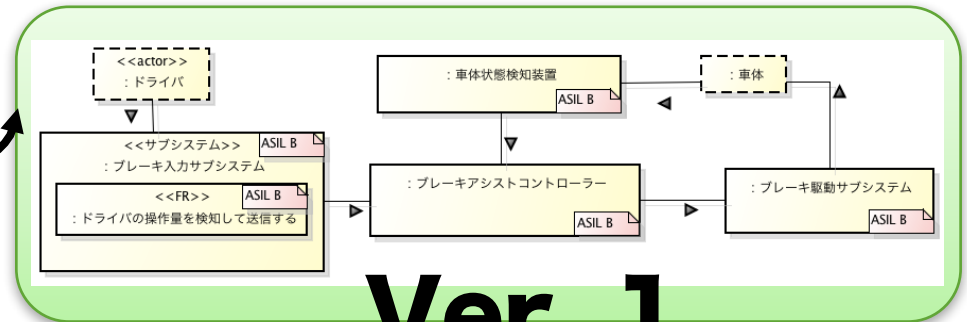 <<actor>>
: ドライバ
: 車体状態検知装置
ASIL B
: 車体
<<サブシステム>>
ASIL B
: ブレーキ入力サブシステム
<<FR>>
ASIL B
: ドライバの操作量を検知して送信する
: ブレーキアシストコントローラー
ASIL B
: ブレーキ駆動サブシステム
ASIL B
Ver. 1